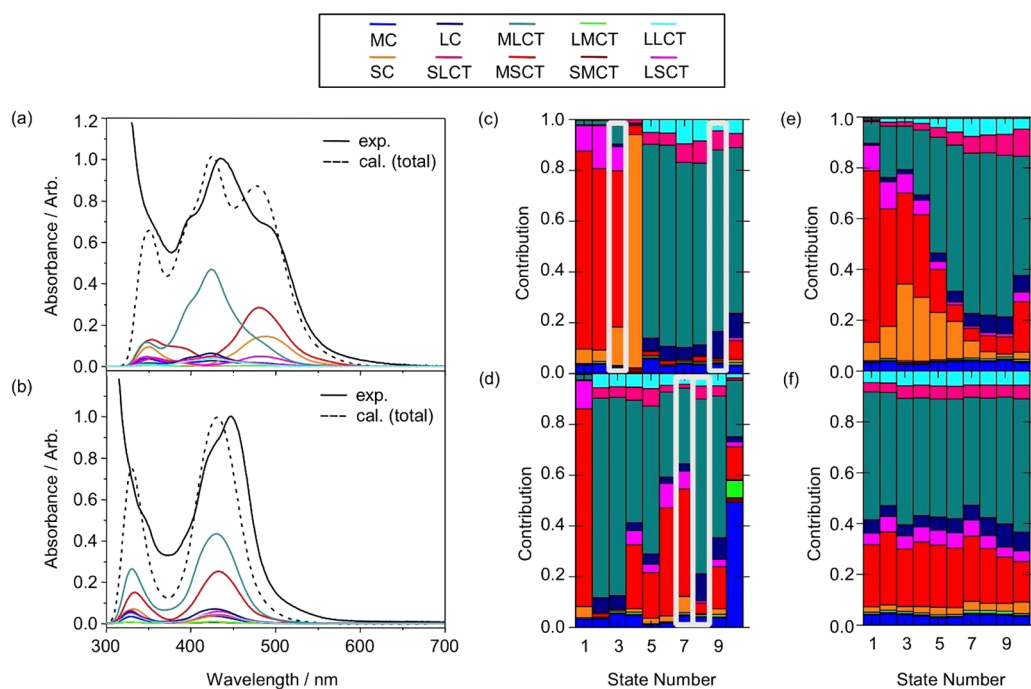 MC LC MLCT LMCT LLCT
SC SLCT MSCT SMCT LSCT
(a)
1.2
1.0
0.8
0.6
0.4
0.2
0.0
Absorbance / Arb.
exp.
cal. (total)
(b)
1.0
0.8
0.6
0.4
0.2
0.0
Absorbance / Arb.
exp.
cal. (total)
300 400 500 600 700
Wavelength / nm
(c)
1.0
0.8
0.6
0.4
0.2
0.0
Contribution
(d)
0.8
0.6
0.4
0.2
0.0
Contribution
1 3 5 7 9
State Number
(e)
1.0
0.8
0.6
0.4
0.2
0.0
Contribution
(f)
0.8
0.6
0.4
0.2
0.0
Contribution
1 3 5 7 9
State Number